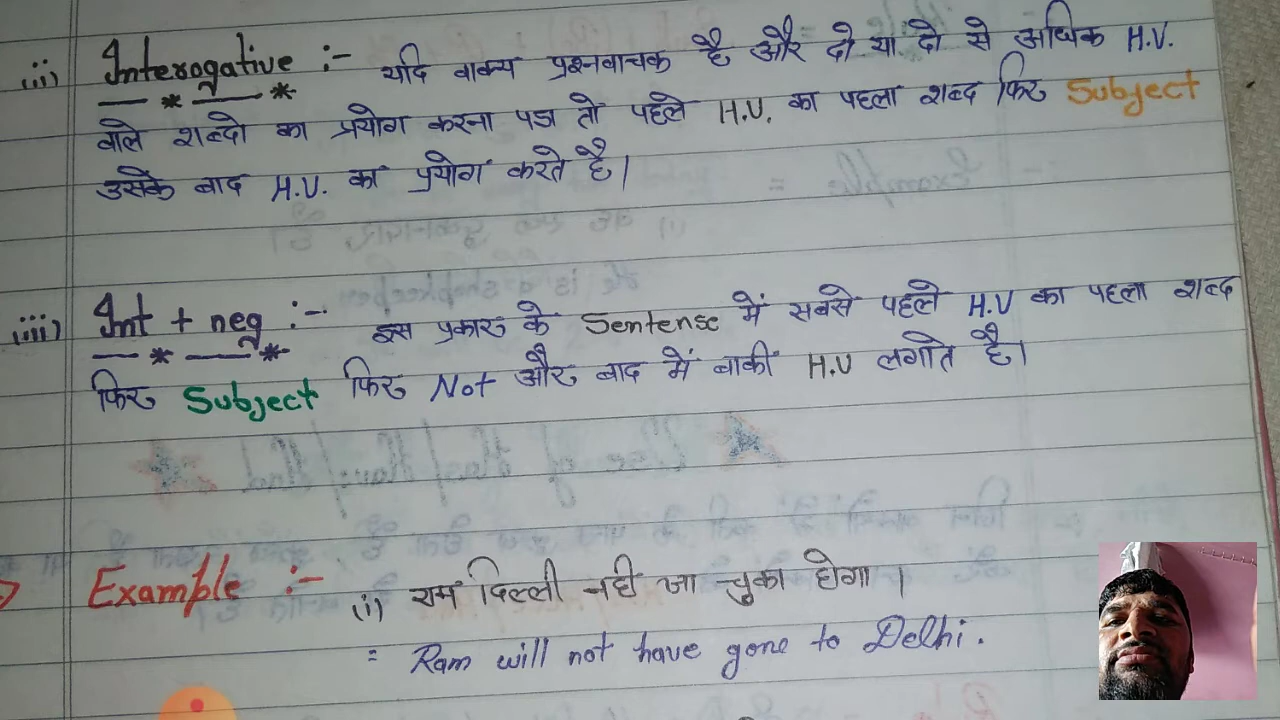 (ii) Interogative :- यदि वाक्य प्रश्नवाचक है और दो या दो से अधिक H.V.
वाले शब्दो का प्रयोग करना पडे तो पहले H.V. का पहला शब्द फिर Subject
उसके बाद H.V. का प्रयोग करते है।
(iii) Int + neg :- इस प्रकार के Sentense में सबसे पहले H.V का पहला शब्द
फिर Subject फिर Not और बाद में बाकी H.V लगाते है।
Example :- (i) राम दिल्ली नही जा चुका होगा ।
= Ram will not have gone to Delhi.